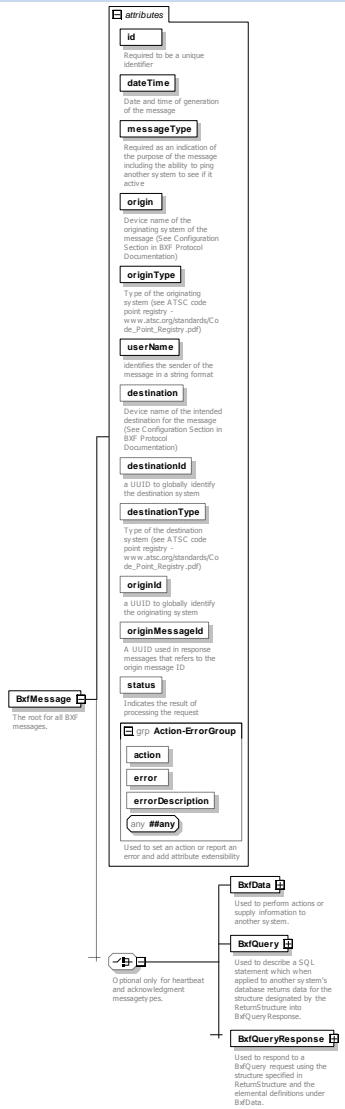 attributes
id
Required to be a unique
identifier
dateTime
Date and time of generation
of the message
messageType
Required as an indication of
the purpose of the message
including the ability to ping
another system to see if it
active
origin
Device name of the
originating system of the
message (See Configuration
Section in BXF Protocol
Documentation)
originType
Type of the originating
system (see ATSC code
point registry -
www.atsc.org/standards/Co
de_Point_Registry.pdf)
userName
identifies the sender of the
message in a string format
destination
Device name of the intended
destination for the message
(See Configuration Section in
BXF Protocol
Documentation)
destinationId
a UUID to globally identify
the destination system
destinationType
Type of the destination
system (see ATSC code
point registry -
www.atsc.org/standards/Co
de_Point_Registry.pdf)
originId
a UUID to globally identify
the originating system
originMessageId
A UUID used in response
messages that refers to the
origin message ID
status
Indicates the result of
processing the request
grp Action-ErrorGroup
action
error
errorDescription
any ##any
Used to set an action or report an
error and add attribute extensibility
BxfMessage
The root for all BXF
messages.
Optional only for heartbeat
and acknowledgment
messagetypes.
BxfData
Used to perform actions or
supply information to
another system.
BxfQuery
Used to describe a SQL
statement which when
applied to another system's
database returns data for the
structure designated by the
ReturnStructure into
BxfQueryResponse.
BxfQueryResponse
Used to respond to a
BxfQuery request using the
structure specified in
ReturnStructure and the
elemental definitions under
BxfData.